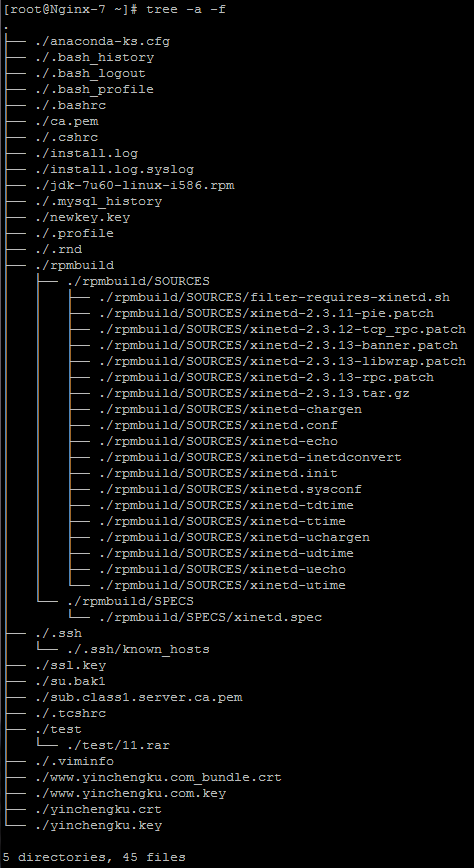 [root@Nginx-7 ~]# tree -a -f
.
├── ./anaconda-ks.cfg
├── ./.bash_history
├── ./.bash_logout
├── ./.bash_profile
├── ./.bashrc
├── ./ca.pem
├── ./.cshrc
├── ./install.log
├── ./install.log.syslog
├── ./jdk-7u60-linux-i586.rpm
├── ./.mysql_history
├── ./newkey.key
├── ./.profile
├── ./.rnd
├── ./rpmbuild
│   ├── ./rpmbuild/SOURCES
│   │   ├── ./rpmbuild/SOURCES/filter-requires-xinetd.sh
│   │   ├── ./rpmbuild/SOURCES/xinetd-2.3.11-pie.patch
│   │   ├── ./rpmbuild/SOURCES/xinetd-2.3.12-tcp_rpc.patch
│   │   ├── ./rpmbuild/SOURCES/xinetd-2.3.13-banner.patch
│   │   ├── ./rpmbuild/SOURCES/xinetd-2.3.13-libwrap.patch
│   │   ├── ./rpmbuild/SOURCES/xinetd-2.3.13-rpc.patch
│   │   ├── ./rpmbuild/SOURCES/xinetd-2.3.13.tar.gz
│   │   ├── ./rpmbuild/SOURCES/xinetd-chargen
│   │   ├── ./rpmbuild/SOURCES/xinetd.conf
│   │   ├── ./rpmbuild/SOURCES/xinetd-echo
│   │   ├── ./rpmbuild/SOURCES/xinetd-inetdconvert
│   │   ├── ./rpmbuild/SOURCES/xinetd.init
│   │   ├── ./rpmbuild/SOURCES/xinetd.sysconf
│   │   ├── ./rpmbuild/SOURCES/xinetd-tdtime
│   │   ├── ./rpmbuild/SOURCES/xinetd-ttime
│   │   ├── ./rpmbuild/SOURCES/xinetd-uchargen
│   │   ├── ./rpmbuild/SOURCES/xinetd-udtime
│   │   ├── ./rpmbuild/SOURCES/xinetd-uecho
│   │   └── ./rpmbuild/SOURCES/xinetd-utime
│   └── ./rpmbuild/SPECS
│       └── ./rpmbuild/SPECS/xinetd.spec
├── ./.ssh
│   └── ./.ssh/known_hosts
├── ./ssl.key
├── ./su.bak1
├── ./sub.class1.server.ca.pem
├── ./.tcshrc
├── ./test
│   └── ./test/11.rar
├── ./.viminfo
├── ./www.yinchengku.com_bundle.crt
├── ./www.yinchengku.com.key
├── ./yinchengku.crt
└── ./yinchengku.key

5 directories, 45 files